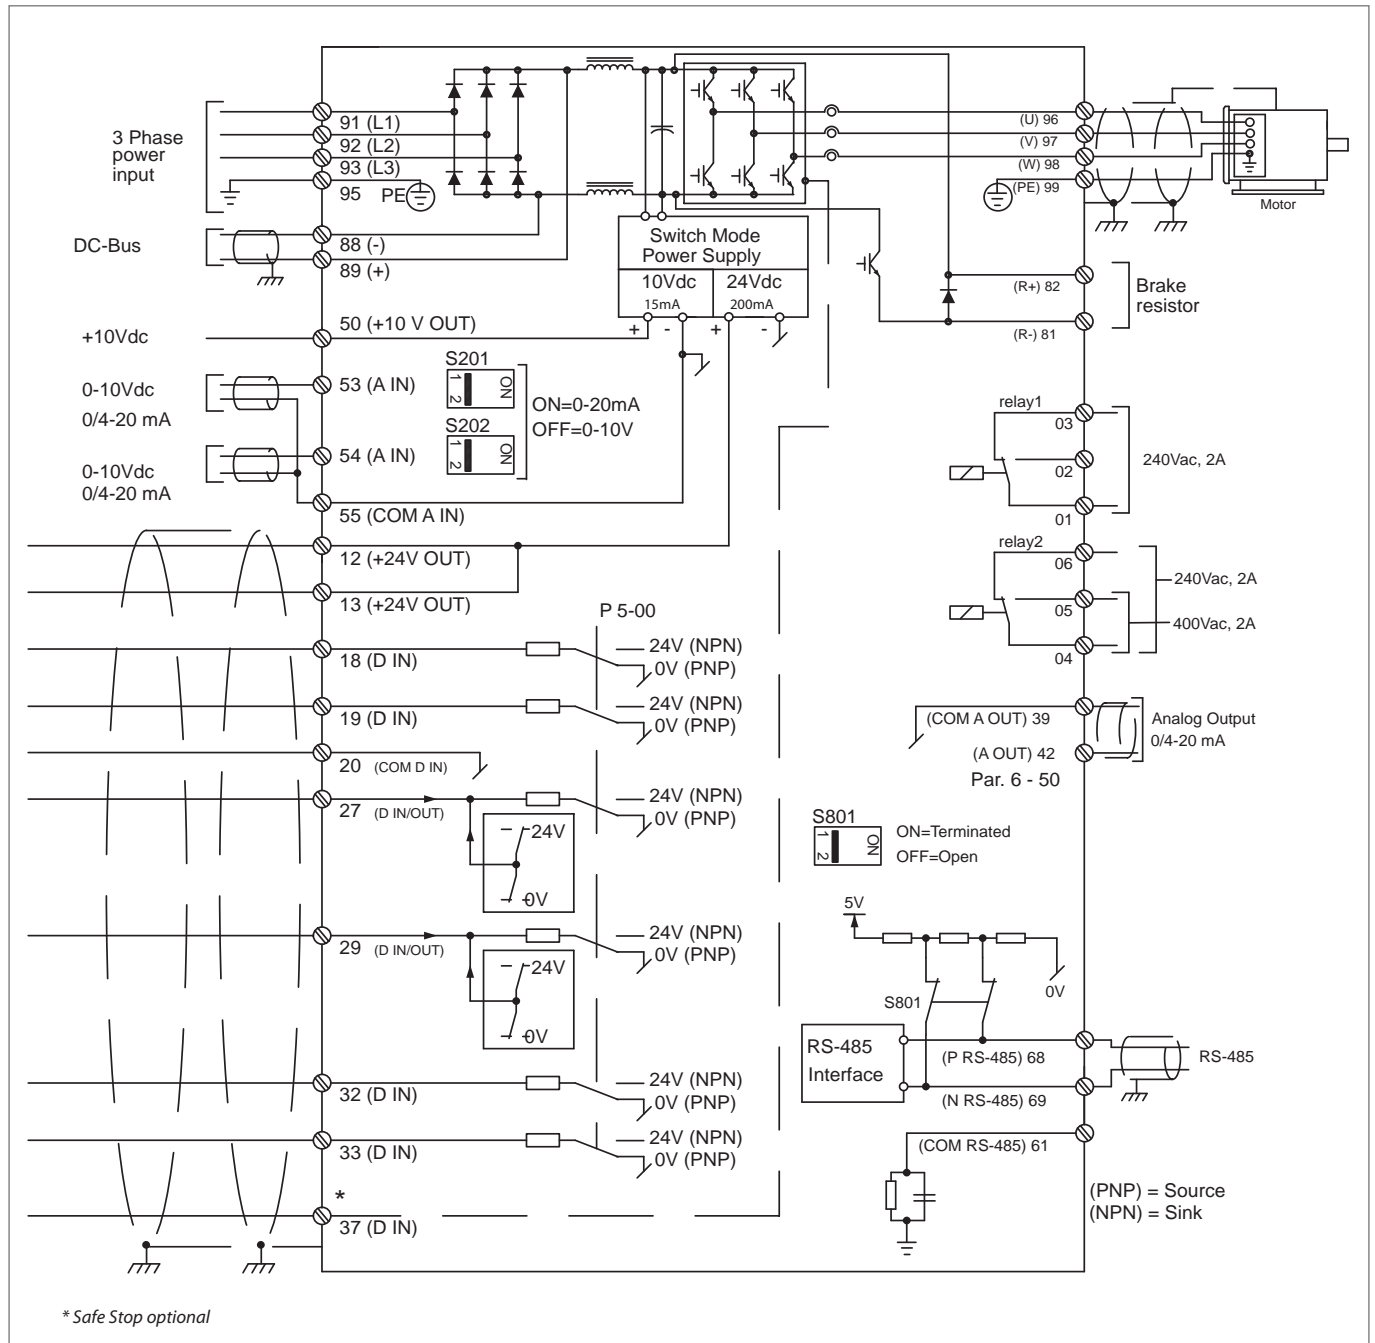 3 Phase
power
input
91 (L1)
92 (L2)
93 (L3)
95 PE
DC-Bus
88 (-)
89 (+)
+10Vdc
50 (+10 V OUT)
0-10Vdc
0/4-20 mA
53 (A IN)
0-10Vdc
0/4-20 mA
54 (A IN)
55 (COM A IN)
12 (+24V OUT)
13 (+24V OUT)
18 (D IN)
19 (D IN)
20 (COM D IN)
27 (D IN/OUT)
29 (D IN/OUT)
32 (D IN)
33 (D IN)
*
37 (D IN)
S201
1
2
ON
S202
1
2
ON
ON=0-20mA
OFF=0-10V
Switch Mode
Power Supply
10Vdc
15mA
24Vdc
200mA
+ - + -
P 5-00
24V (NPN)
0V (PNP)
24V (NPN)
0V (PNP)
24V (NPN)
0V (PNP)
24V
0V
24V (NPN)
0V (PNP)
24V
0V
24V (NPN)
0V (PNP)
24V (NPN)
0V (PNP)
(U) 96
(V) 97
(W) 98
(PE) 99
Motor
(R+) 82
(R-) 81
Brake
resistor
relay1
03
02
01
240Vac, 2A
relay2
06
05
04
240Vac, 2A
400Vac, 2A
(COM A OUT) 39
(A OUT) 42
Par. 6 - 50
Analog Output
0/4-20 mA
S801
1
2
ON
ON=Terminated
OFF=Open
5V
0V
S801
RS-485
Interface
(P RS-485) 68
(N RS-485) 69
RS-485
(COM RS-485) 61
(PNP) = Source
(NPN) = Sink
* Safe Stop optional